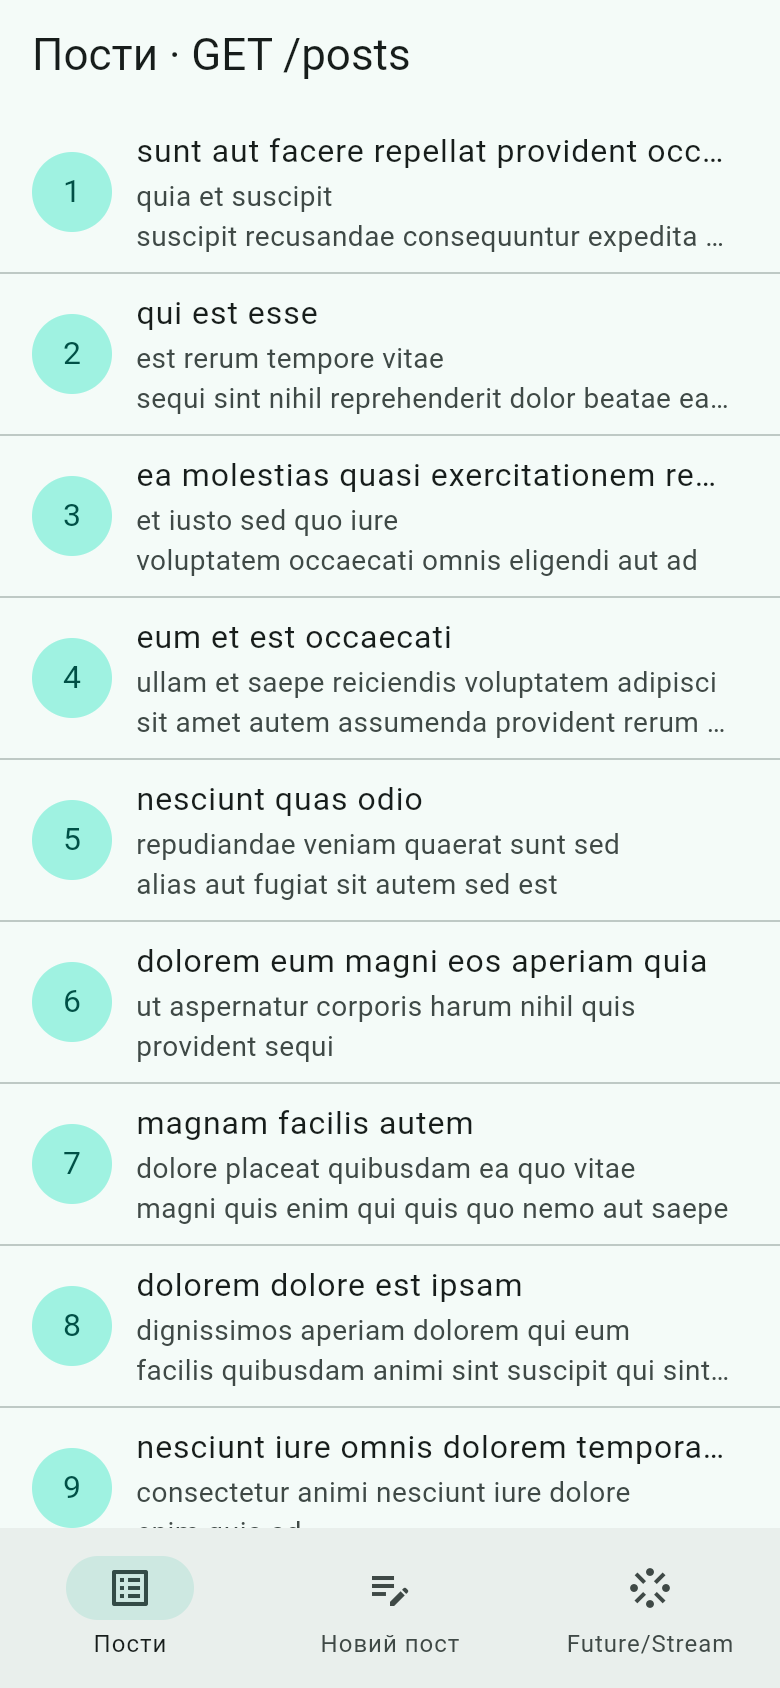 Пости · GET /posts
1
sunt aut facere repellat provident occ…
quia et suscipit
suscipit recusandae consequuntur expedita …
2
qui est esse
est rerum tempore vitae
sequi sint nihil reprehenderit dolor beatae ea…
3
ea molestias quasi exercitationem re…
et iusto sed quo iure
voluptatem occaecati omnis eligendi aut ad
4
eum et est occaecati
ullam et saepe reiciendis voluptatem adipisci
sit amet autem assumenda provident rerum …
5
nesciunt quas odio
repudiandae veniam quaerat sunt sed
alias aut fugiat sit autem sed est
6
dolorem eum magni eos aperiam quia
ut aspernatur corporis harum nihil quis
provident sequi
7
magnam facilis autem
dolore placeat quibusdam ea quo vitae
magni quis enim qui quis quo nemo aut saepe
8
dolorem dolore est ipsam
dignissimos aperiam dolorem qui eum
facilis quibusdam animi sint suscipit qui sint…
9
nesciunt iure omnis dolorem tempora…
consectetur animi nesciunt iure dolore
Пости
Новий пост
Future/Stream